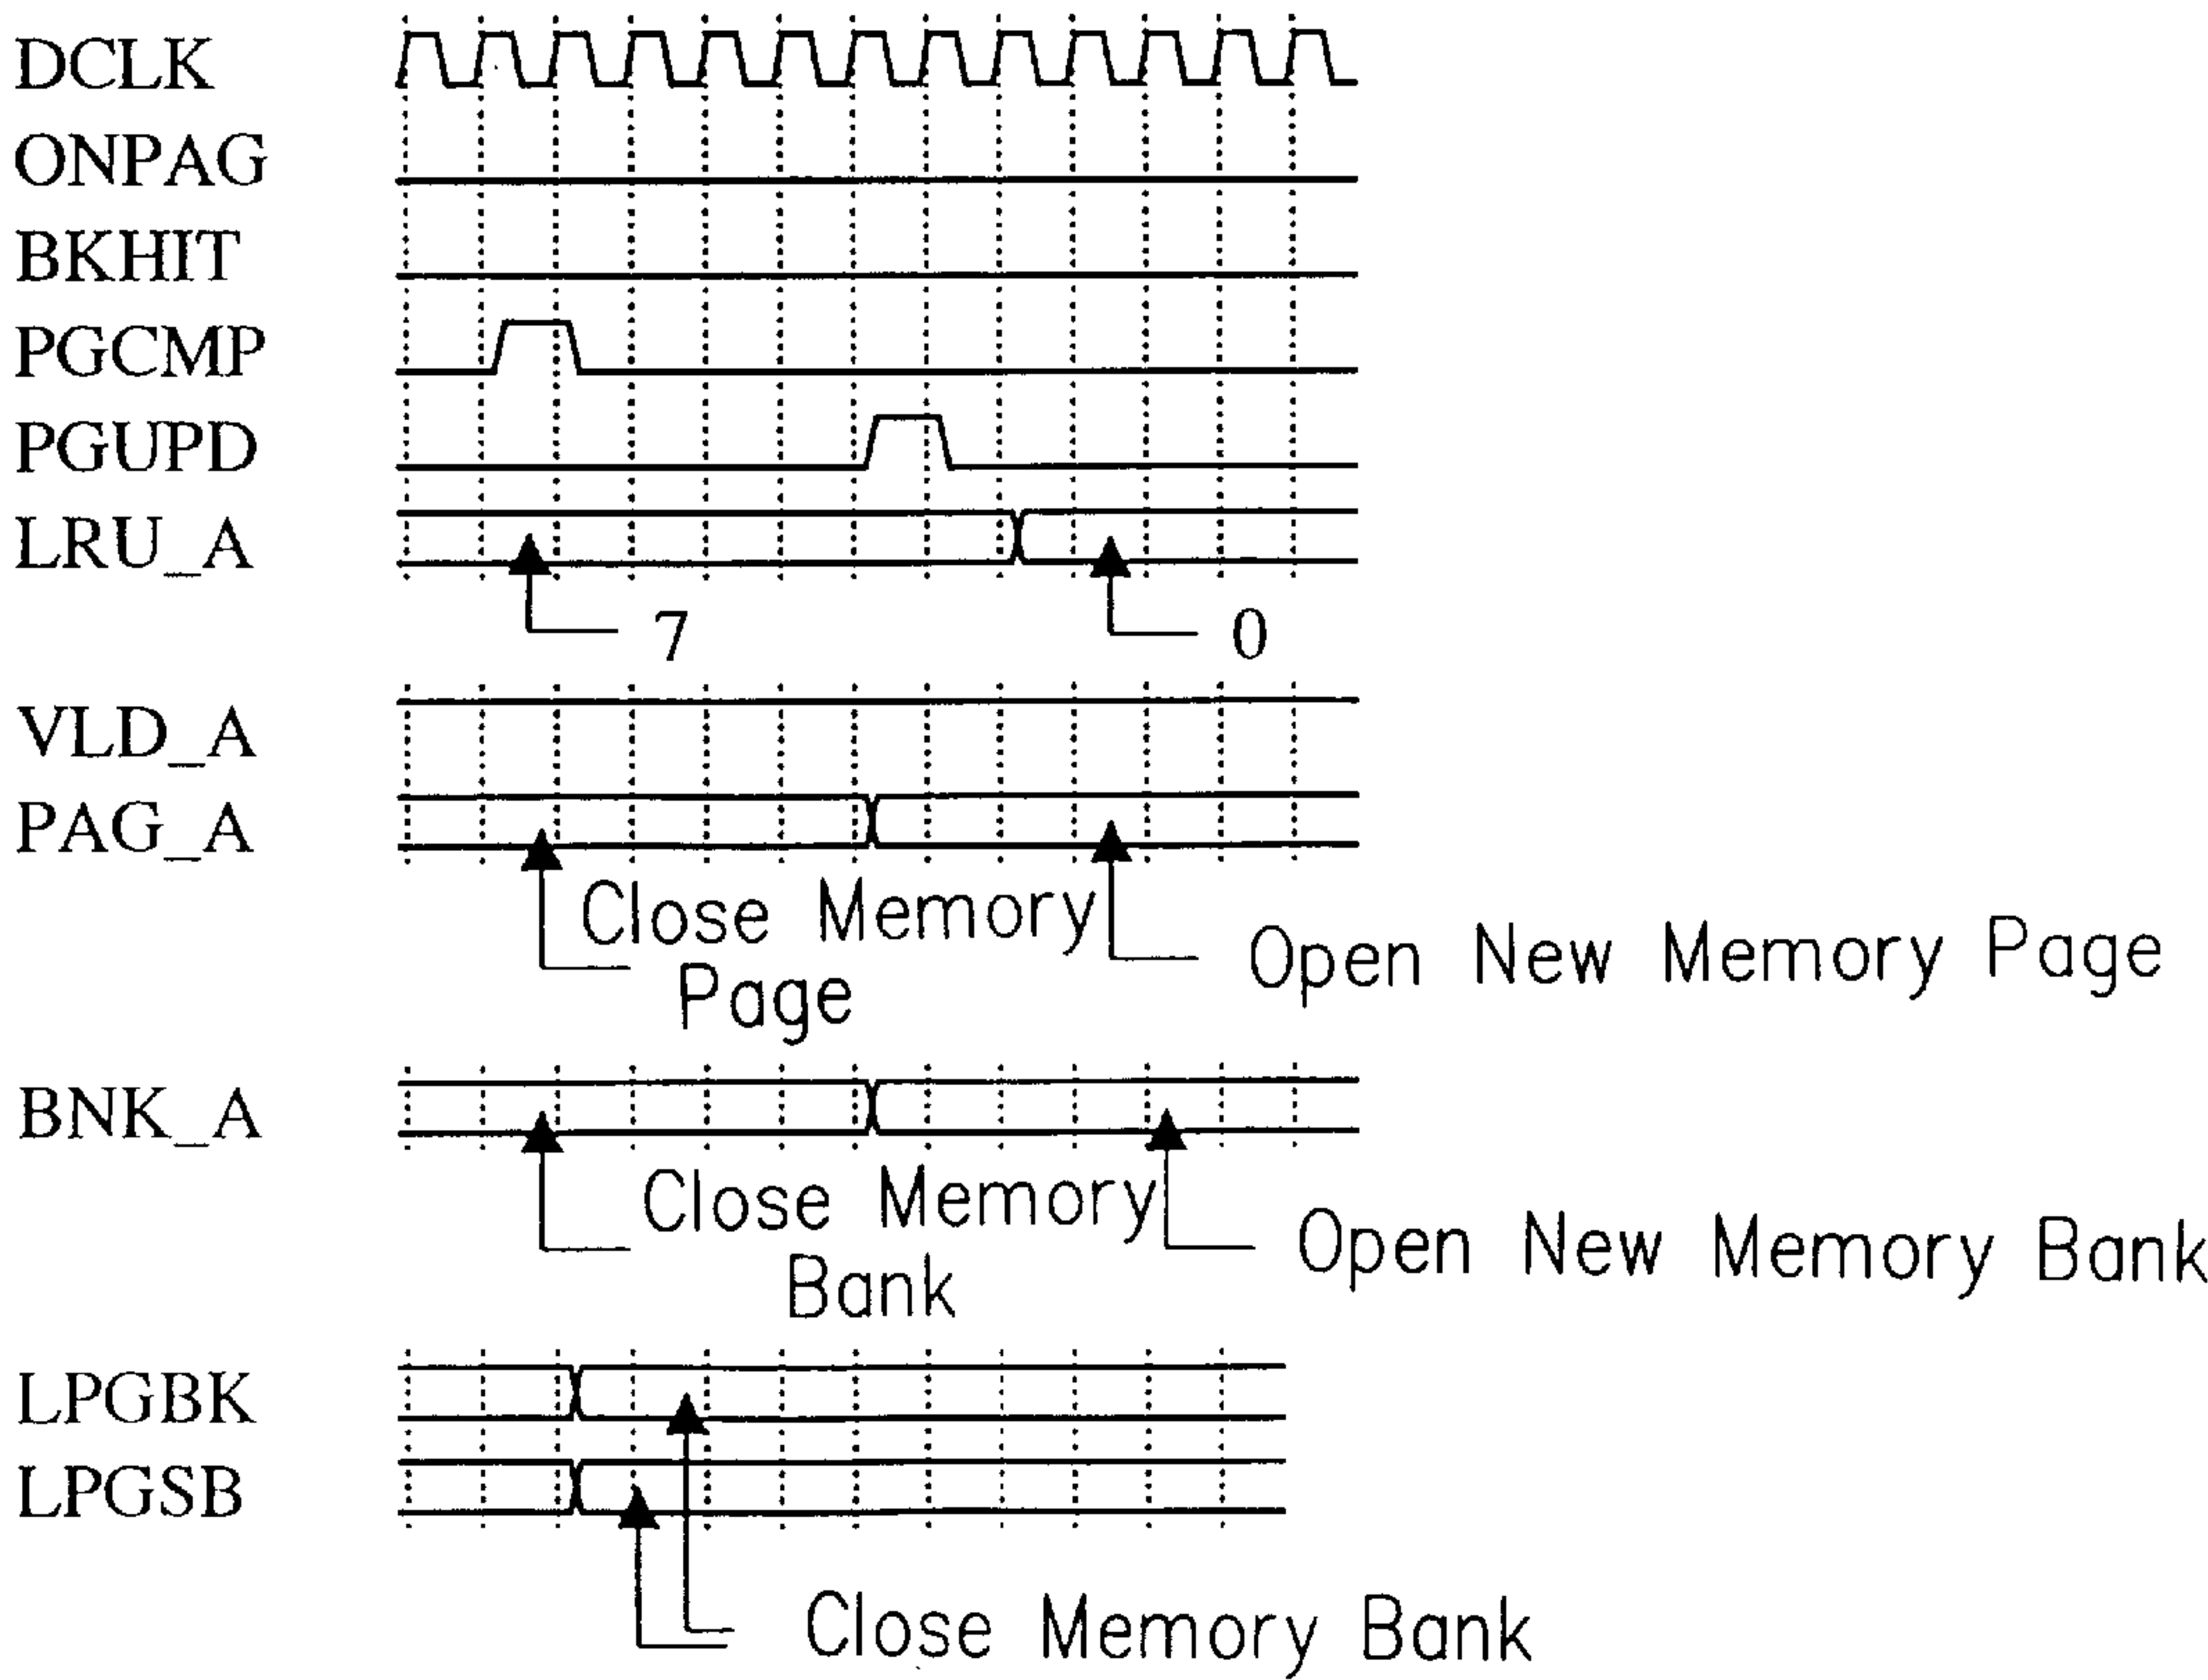 DCLK
ONPAG
BKHIT
PGCMP
PGUPD
LRU_A
7
0
VLD_A
PAG_A
Close Memory
Page
Open New Memory Page
BNK_A
Close Memory
Bank
Open New Memory Bank
LPGBK
LPGSB
Close Memory Bank